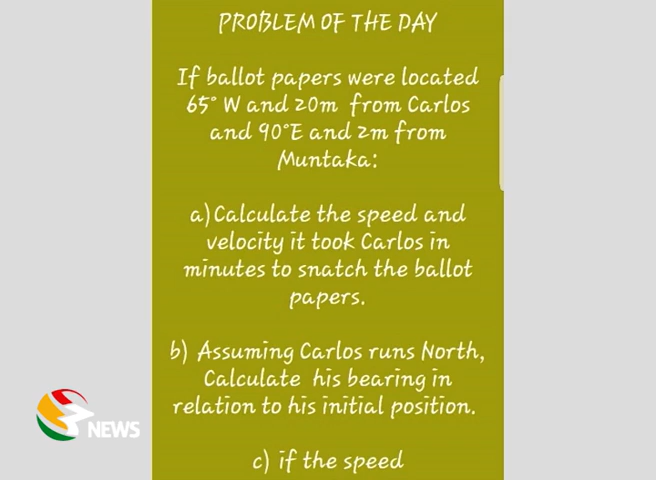 PROBLEM OF THE DAY
If ballot papers were located
65° W and 20m from Carlos
and 90°E and 2m from
Muntaka:
a)Calculate the speed and
velocity it took Carlos in
minutes to snatch the ballot
papers.
b) Assuming Carlos runs North,
Calculate his bearing in
relation to his initial position.
c) if the speed
NEWS